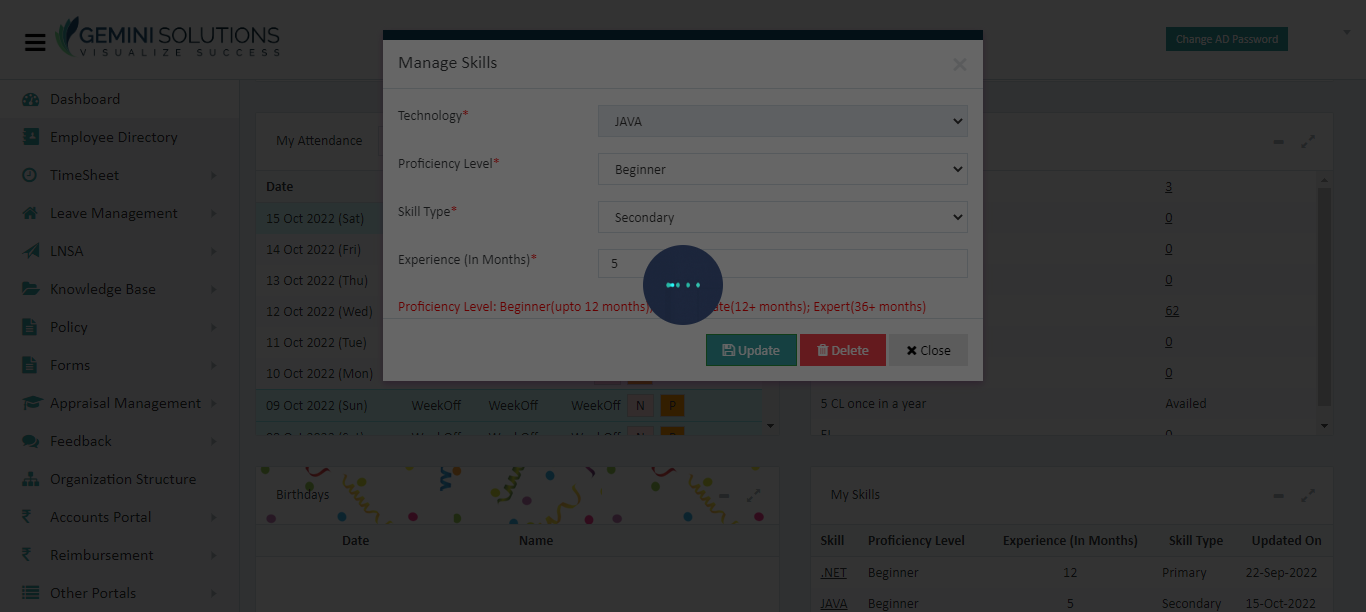 GEMINI SOLUTIONS
VISUALIZE SUCCESS
Change AD Password
Dashboard
Employee Directory
TimeSheet
Leave Management
LNSA
Knowledge Base
Policy
Forms
Appraisal Management
Feedback
Organization Structure
Accounts Portal
Reimbursement
Other Portals
Manage Skills
Technology*
JAVA
Proficiency Level*
Beginner
Skill Type*
Secondary
Experience (In Months)*
5
Proficiency Level: Beginner(upto 12 months); (12+ months); Expert(36+ months)
Update Delete Close
My Attendance
Date
15 Oct 2022 (Sat)
14 Oct 2022 (Fri)
13 Oct 2022 (Thu)
12 Oct 2022 (Wed)
11 Oct 2022 (Tue)
10 Oct 2022 (Mon)
09 Oct 2022 (Sun) WeekOff WeekOff WeekOff N P
3
0
0
0
62
0
0
5 CL once in a year Availed
Birthdays
Date Name
My Skills
Skill Proficiency Level Experience (In Months) Skill Type Updated On
.NET Beginner 12 Primary 22-Sep-2022
JAVA Beginner 5 Secondary 15-Oct-2022